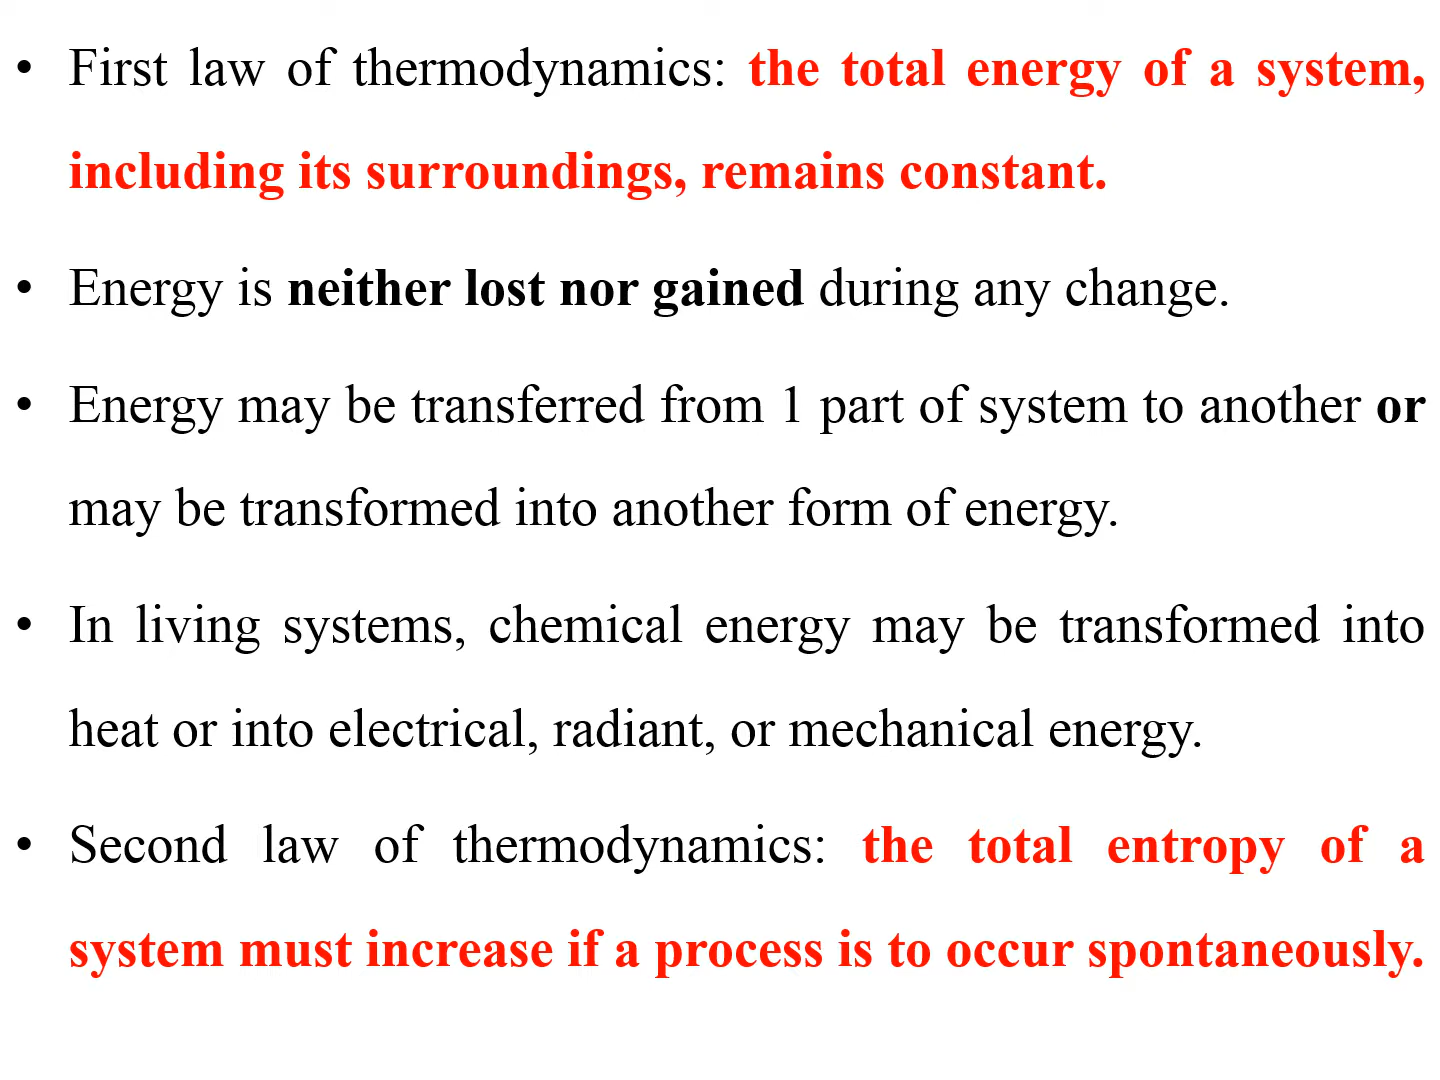 • First law of thermodynamics: the total energy of a system,
including its surroundings, remains constant.
• Energy is neither lost nor gained during any change.
• Energy may be transferred from 1 part of system to another or
may be transformed into another form of energy.
• In living systems, chemical energy may be transformed into
heat or into electrical, radiant, or mechanical energy.
• Second law of thermodynamics: the total entropy of a
system must increase if a process is to occur spontaneously.